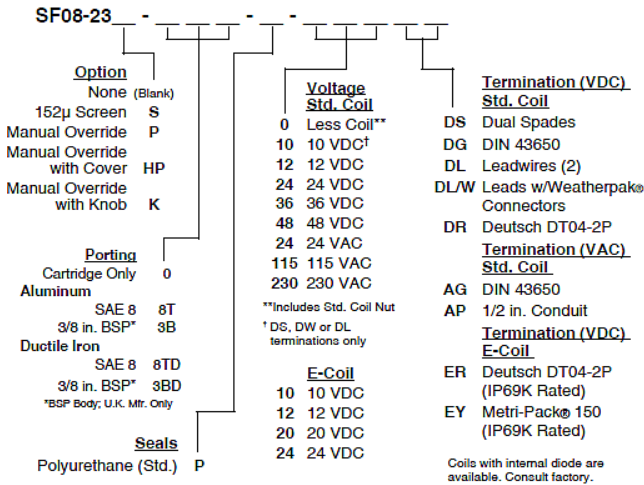 SF08-23__ - _ _ _ - _ - _ _ _ _ _
Option
None (Blank)
152µ Screen S
Manual Override P
Manual Override
with Cover HP
Manual Override
with Knob K
Porting
Cartridge Only 0
Aluminum
SAE 8 8T
3/8 in. BSP* 3B
Ductile Iron
SAE 8 8TD
3/8 in. BSP* 3BD
*BSP Body; U.K. Mfr. Only
Seals
Polyurethane (Std.) P
Voltage
Std. Coil
0 Less Coil**
10 10 VDC†
12 12 VDC
24 24 VDC
36 36 VDC
48 48 VDC
24 24 VAC
115 115 VAC
230 230 VAC
**Includes Std. Coil Nut
† DS, DW or DL
terminations only
E-Coil
10 10 VDC
12 12 VDC
20 20 VDC
24 24 VDC
Termination (VDC)
Std. Coil
DS Dual Spades
DG DIN 43650
DL Leadwires (2)
DL/W Leads w/Weatherpak®
Connectors
DR Deutsch DT04-2P
Termination (VAC)
Std. Coil
AG DIN 43650
AP 1/2 in. Conduit
Termination (VDC)
E-Coil
ER Deutsch DT04-2P
(IP69K Rated)
EY Metri-Pack® 150
(IP69K Rated)
Coils with internal diode are
available. Consult factory.